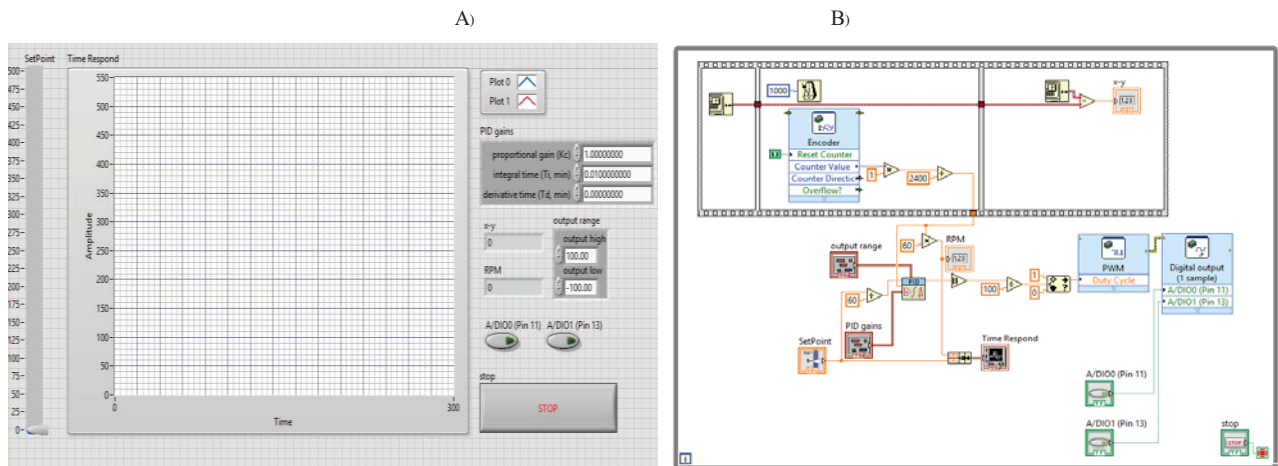 A)
B)
SetPoint
Time Respond
500
475
450
425
400
375
350
325
300
275
250
225
200
175
150
125
100
75
50
25
0
Amplitude
550
500
450
400
350
300
250
200
150
100
50
0
0
300
Time
Plot 0
Plot 1
PID gains
proportional gain (Kc) 1.00000000
integral time (Ti, min) 0.0100000000
derivative time (Td, min) 0.00000000
x-y
0
RPM
0
output range
output high
100.00
output low
-100.00
A/DIO0 (Pin 11)
A/DIO1 (Pin 13)
stop
STOP
1000
Encoder
Reset Counter
Counter Value
Counter Directic
Overflow?
1
2400
x-y
123
60
RPM
123
output range
PID
60
PID gains
SetPoint
100
1
0
PWM
Duty Cycle
Digital output
(1 sample)
A/DIO0 (Pin 11)
A/DIO1 (Pin 13)
Time Respond
A/DIO0 (Pin 11)
A/DIO1 (Pin 13)
stop
STOP
i